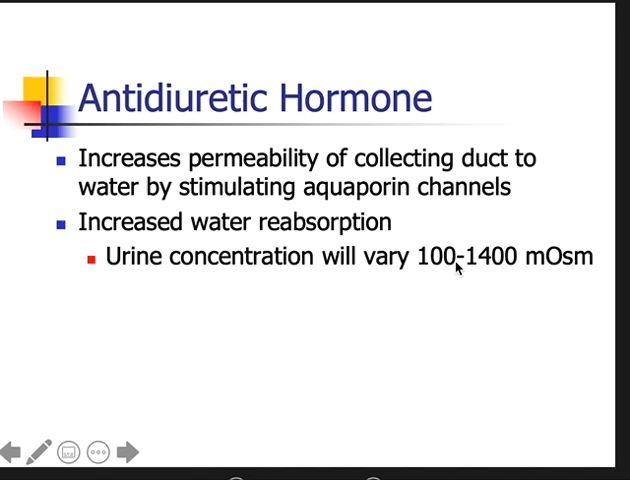 Antidiuretic Hormone
Increases permeability of collecting duct to
water by stimulating aquaporin channels
Increased water reabsorption
Urine concentration will vary 100-1400 mOsm